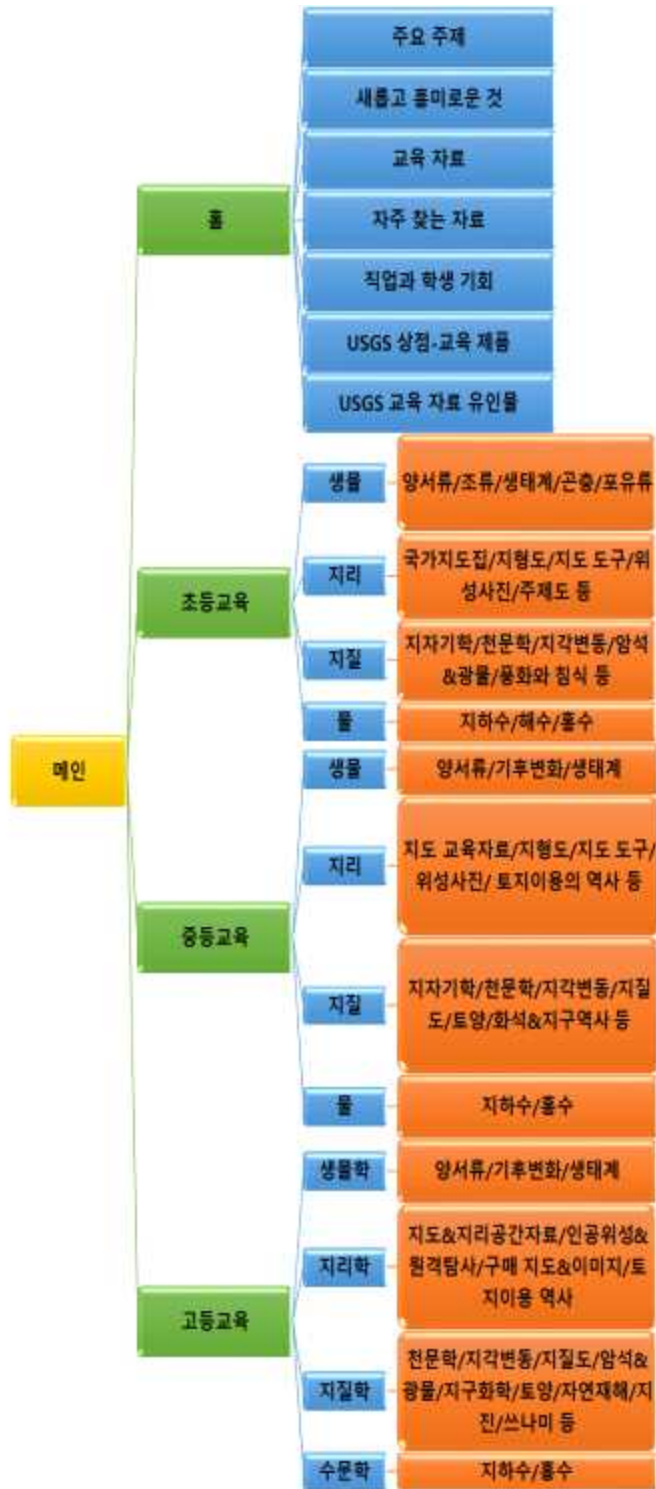 메인
홈
주요 주제
새롭고 흥미로운 것
교육 자료
자주 찾는 자료
직업과 학생 기회
USGS 상점-교육 제품
USGS 교육 자료 유인물
초등교육
생물
양서류/조류/생태계/곤충/포유류
지리
국가지도집/지형도/지도 도구/위
성사진/주제도 등
지질
지자기학/천문학/지각변동/암석
&광물/풍화와 침식 등
물
지하수/해수/홍수
중등교육
생물
양서류/기후변화/생태계
지리
지도 교육자료/지형도/지도 도구/
위성사진/ 토지이용의 역사 등
지질
지자기학/천문학/지각변동/지질
도/토양/화석&지구역사 등
물
지하수/홍수
고등교육
생물학
양서류/기후변화/생태계
지리학
지도&지리공간자료/인공위성&
원격탐사/구매 지도&이미지/토
지이용 역사
지질학
천문학/지각변동/지질도/암석&
광물/지구화학/토양/자연재해/지
진/쓰나미 등
수문학
지하수/홍수